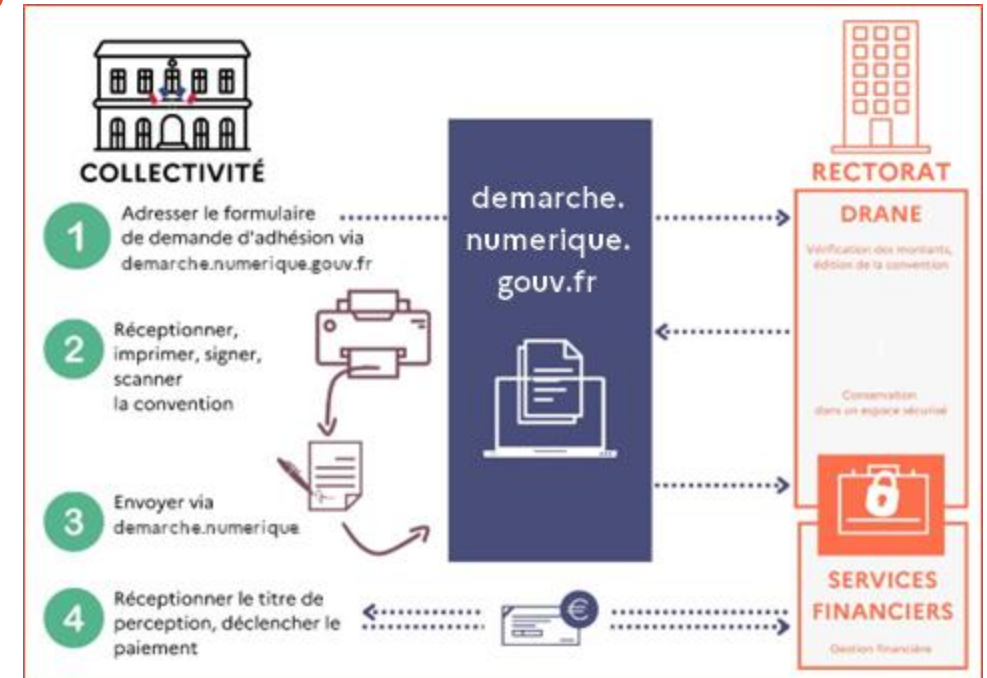 COLLECTIVITÉ
1
Adresser le formulaire
de demande d'adhésion via
demarche.numerique.gouv.fr
2
Réceptionner,
imprimer, signer,
scanner
la convention
3
Envoyer via
demarche.numerique
4
Réceptionner le titre de
perception, déclencher le
paiement
demarche.
numerique.
gouv.fr
€
RECTORAT
DRANE
Vérification des montants,
édition de la convention
Conservation
dans un espace sécurisé
SERVICES
FINANCIERS
Gestion financière